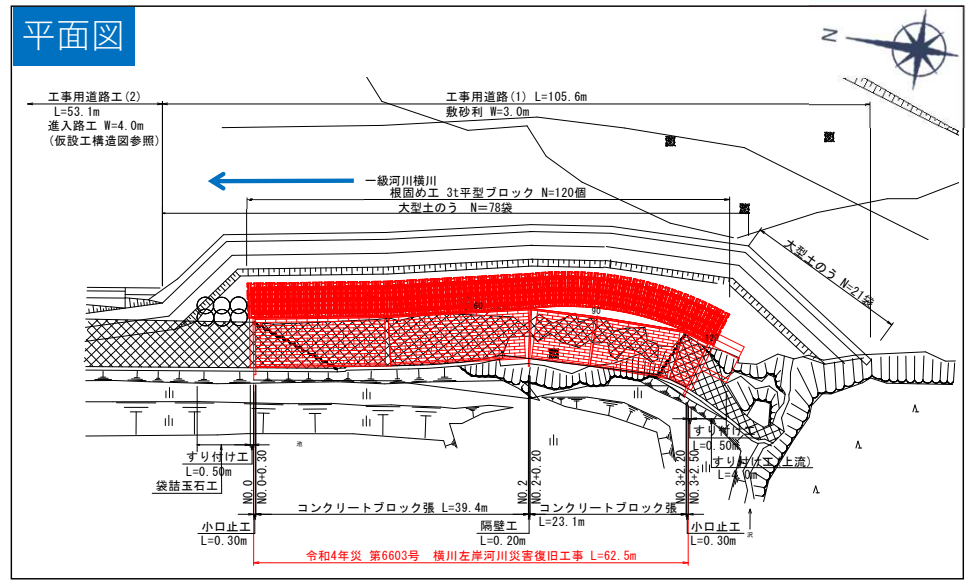 平面図
N
工事用道路工(2)
L=53.1m
進入路工 W=4.0m
(仮設工構造図参照)
工事用道路(1) L=105.6m
敷砂利 W=3.0m
一級河川横川
根固め工 3t平型ブロック N=120個
大型土のう N=78袋
大型土のう N=21袋
60
90
すり付け工
L=0.50m
袋詰玉石工
NO.0
NO.0+0.30
コンクリートブロック張 L=39.4m
NO.2
NO.2+0.20
コンクリートブロック張
L=23.1m
NO.3+2.20
NO.3+2.50
すり付け工
L=0.50m
すり付け工(上流)
L=4.0m
沢
小口止工
L=0.30m
隔壁工
L=0.20m
小口止工
L=0.30m
令和4年災 第6603号 横川左岸河川災害復旧工事 L=62.5m